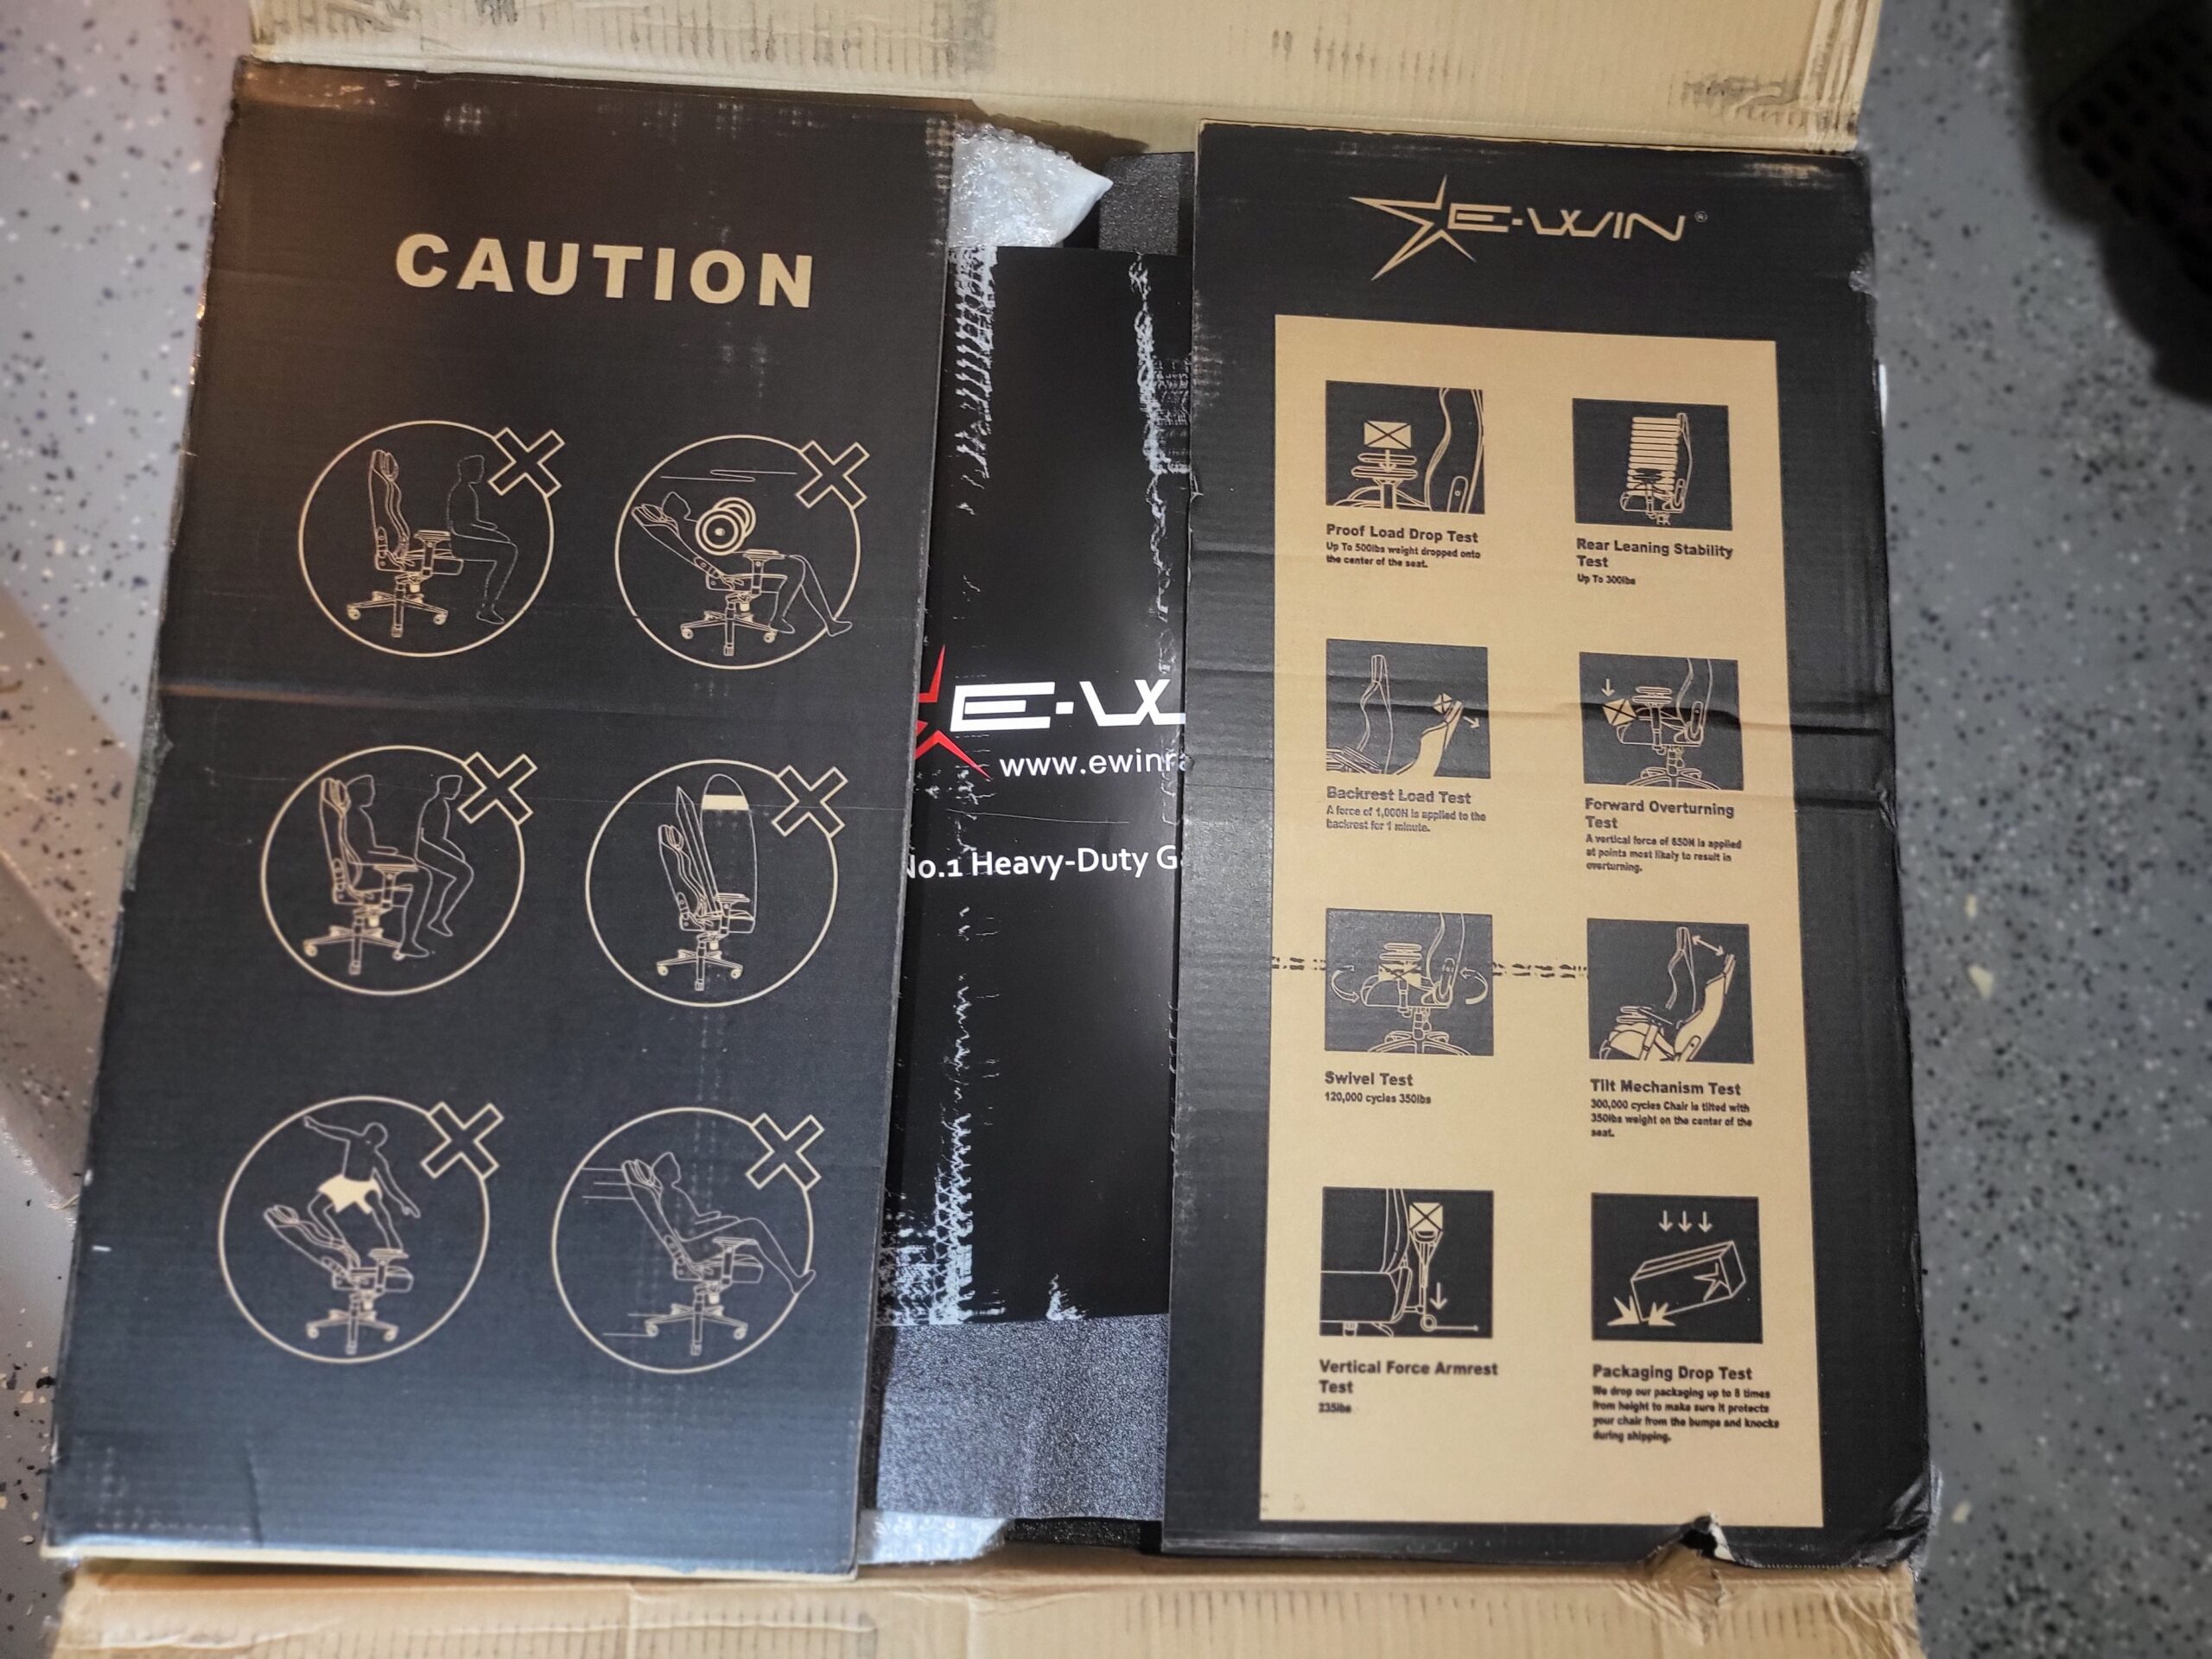 CAUTION
E-WIN
www.ewinra
No.1 Heavy-Duty G
E-WIN®
Proof Load Drop Test
Up To 500lbs weight dropped onto
the center of the seat.
Rear Leaning Stability
Test
Up To 300lbs
Backrest Load Test
A force of 1,000N is applied to the
backrest for 1 minute.
Forward Overturning
Test
A vertical force of 650N is applied
at points most likely to result in
overturning.
Swivel Test
120,000 cycles 350lbs
Tilt Mechanism Test
300,000 cycles Chair is tilted with
350lbs weight on the center of the
seat.
Vertical Force Armrest
Test
235lbs
Packaging Drop Test
We drop our packaging up to 8 times
from height to make sure it protects
your chair from the bumps and knocks
during shipping.